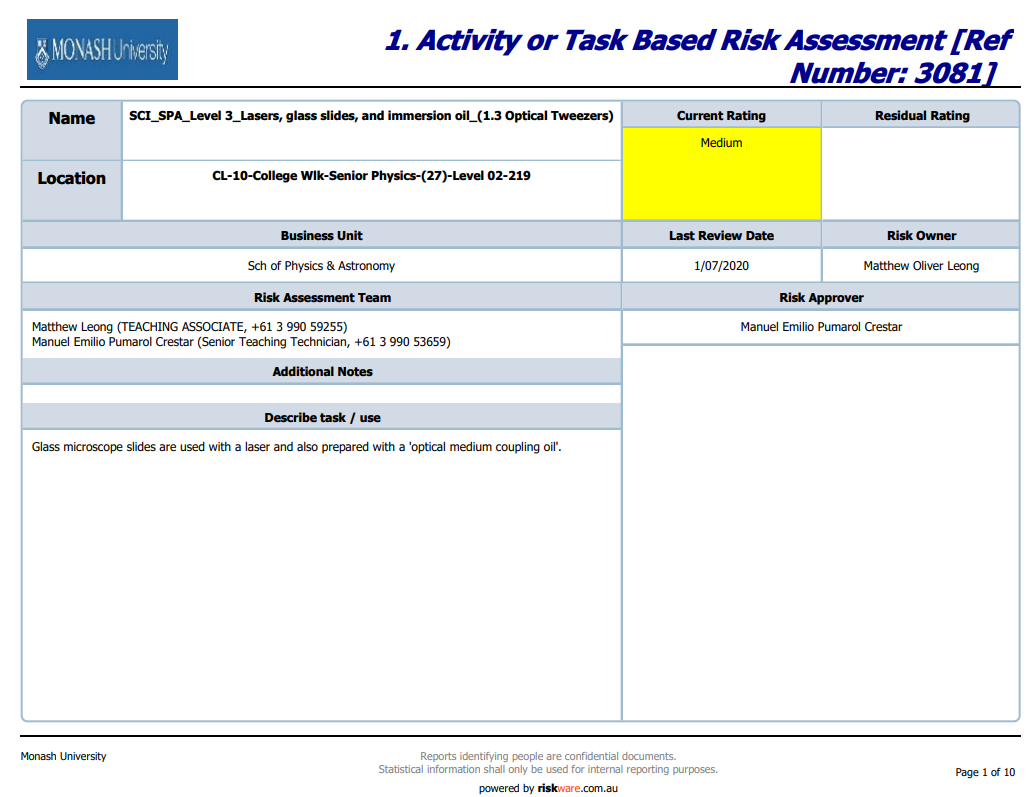 MONASH University
1. Activity or Task Based Risk Assessment [Ref
Number: 3081]
Name
SCI_SPA_Level 3_Lasers, glass slides, and immersion oil_(1.3 Optical Tweezers)
Current Rating
Residual Rating
Medium
Location
CL-10-College Wlk-Senior Physics-(27)-Level 02-219
Business Unit
Last Review Date
Risk Owner
Sch of Physics & Astronomy
1/07/2020
Matthew Oliver Leong
Risk Assessment Team
Risk Approver
Matthew Leong (TEACHING ASSOCIATE, +61 3 990 59255)
Manuel Emilio Pumarol Crestar (Senior Teaching Technician, +61 3 990 53659)
Manuel Emilio Pumarol Crestar
Additional Notes
Describe task / use
Glass microscope slides are used with a laser and also prepared with a 'optical medium coupling oil'.
Monash University
Reports identifying people are confidential documents.
Statistical information shall only be used for internal reporting purposes.
powered by riskware.com.au
Page 1 of 10